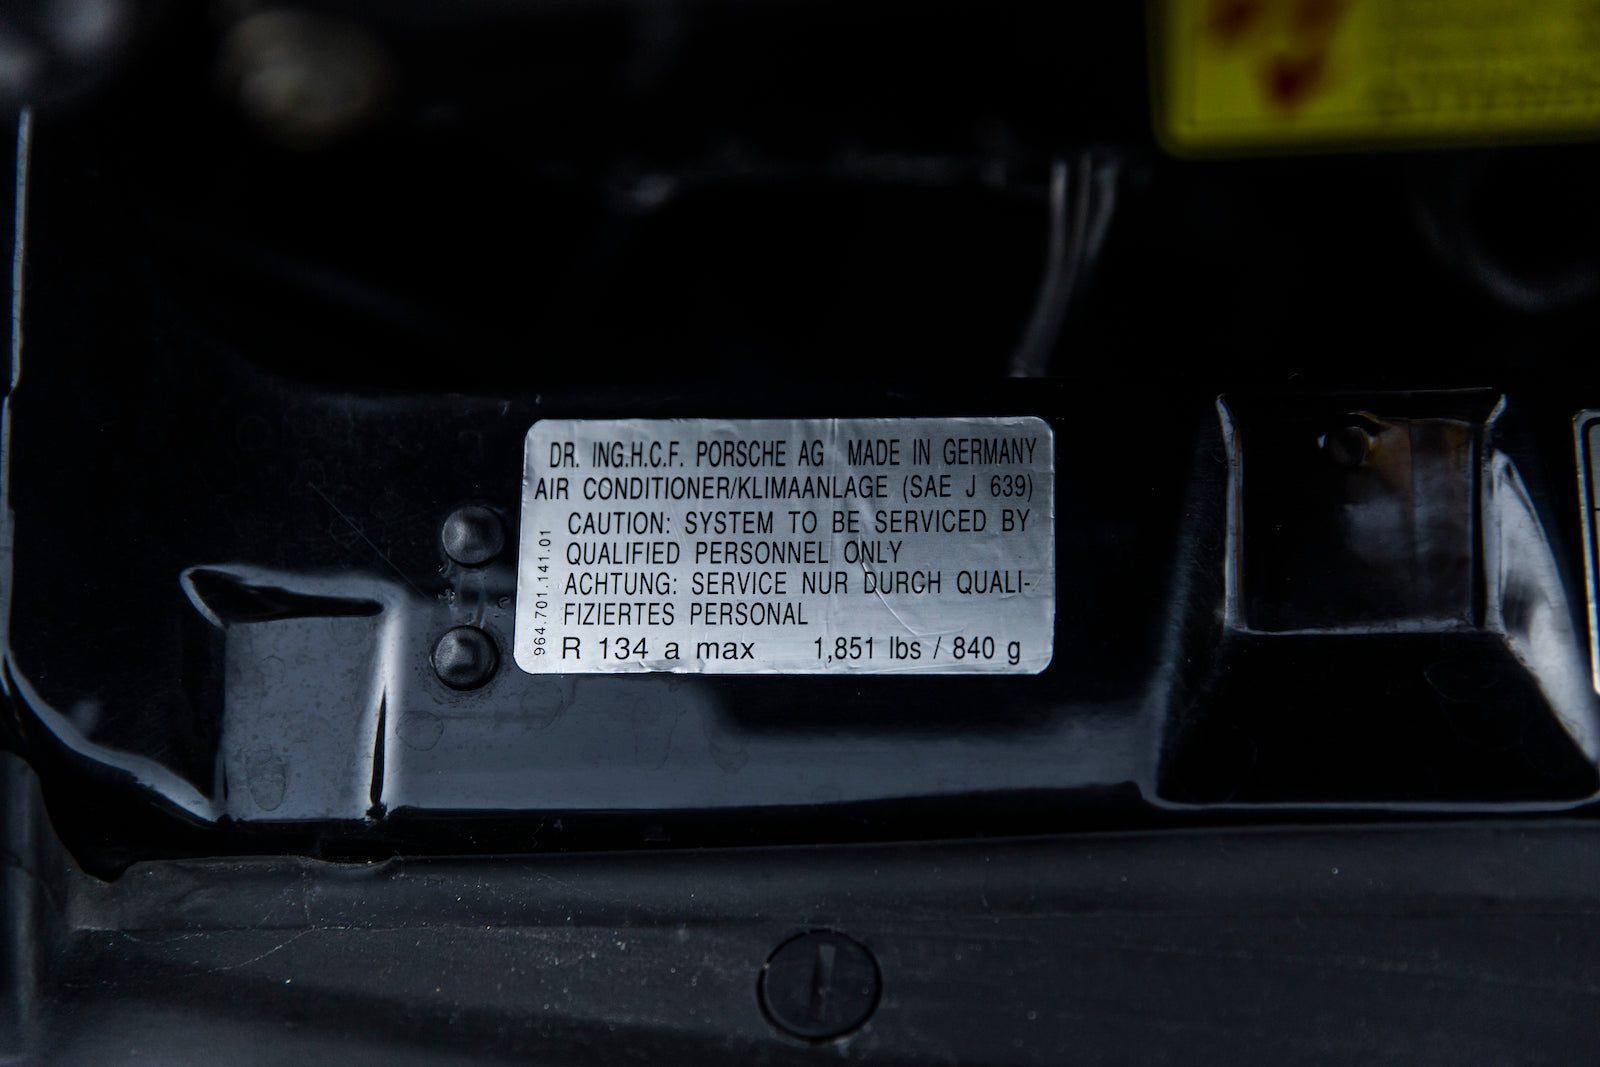 DR. ING.H.C.F. PORSCHE AG MADE IN GERMANY
AIR CONDITIONER/KLIMAANLAGE (SAE J 639)
CAUTION: SYSTEM TO BE SERVICED BY
QUALIFIED PERSONNEL ONLY
ACHTUNG: SERVICE NUR DURCH QUALI-
FIZIERTES PERSONAL
R 134 a max 1,851 lbs / 840 g
964.701.141.01